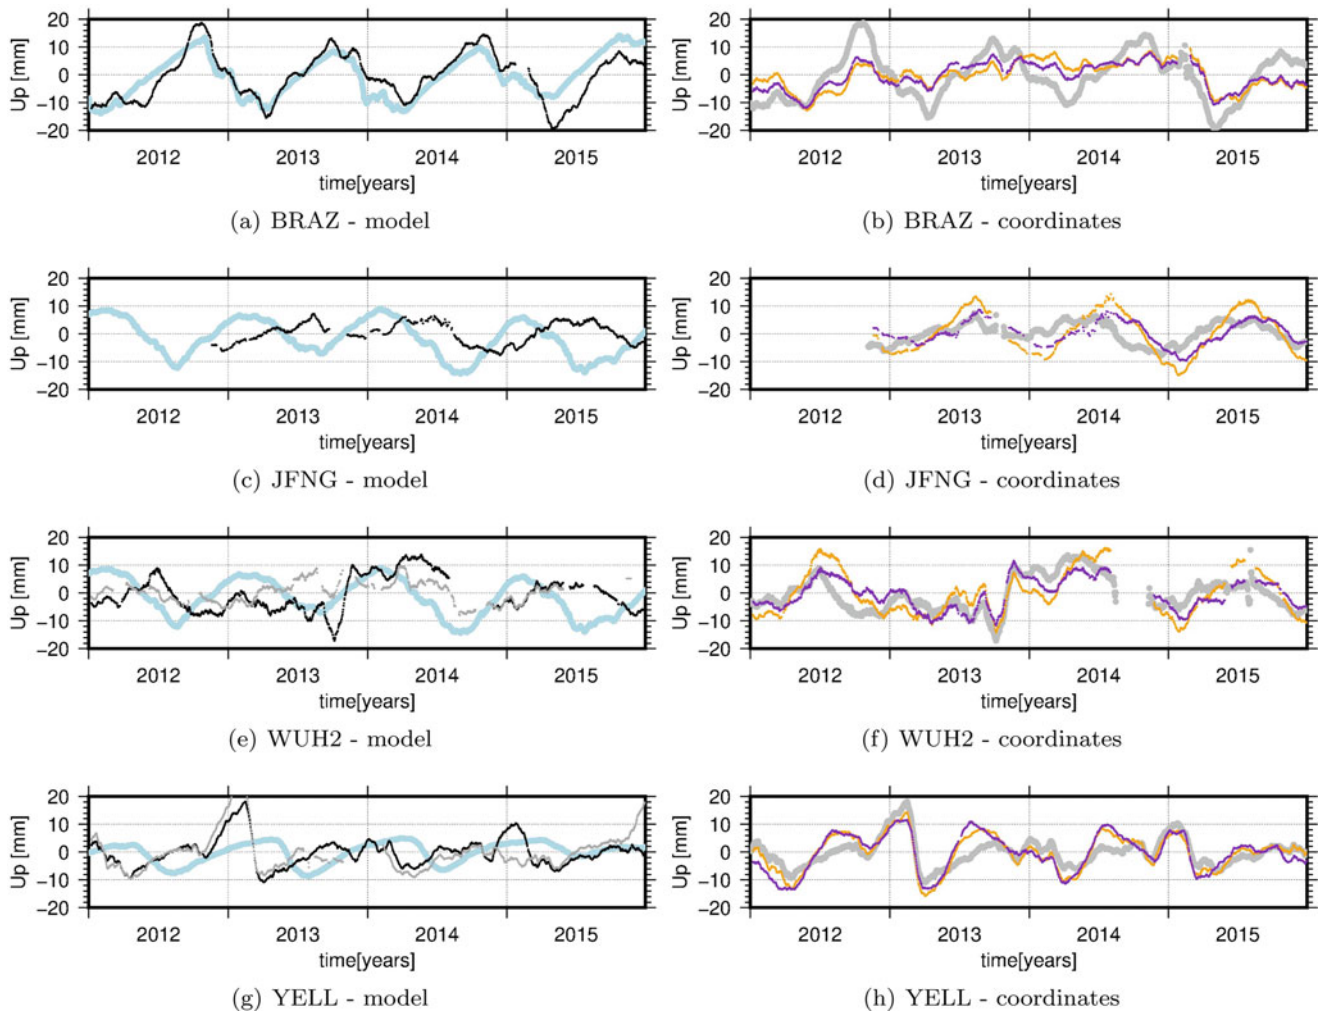 20
10
0
−10
−20
Up [mm]
2012 2013 2014 2015
time[years]
(a) BRAZ - model
20
10
0
−10
−20
Up [mm]
2012 2013 2014 2015
time[years]
(b) BRAZ - coordinates
20
10
0
−10
−20
Up [mm]
2012 2013 2014 2015
time[years]
(c) JFNG - model
20
10
0
−10
−20
Up [mm]
2012 2013 2014 2015
time[years]
(d) JFNG - coordinates
20
10
0
−10
−20
Up [mm]
2012 2013 2014 2015
time[years]
(e) WUH2 - model
20
10
0
−10
−20
Up [mm]
2012 2013 2014 2015
time[years]
(f) WUH2 - coordinates
20
10
0
−10
−20
Up [mm]
2012 2013 2014 2015
time[years]
(g) YELL - model
20
10
0
−10
−20
Up [mm]
2012 2013 2014 2015
time[years]
(h) YELL - coordinates